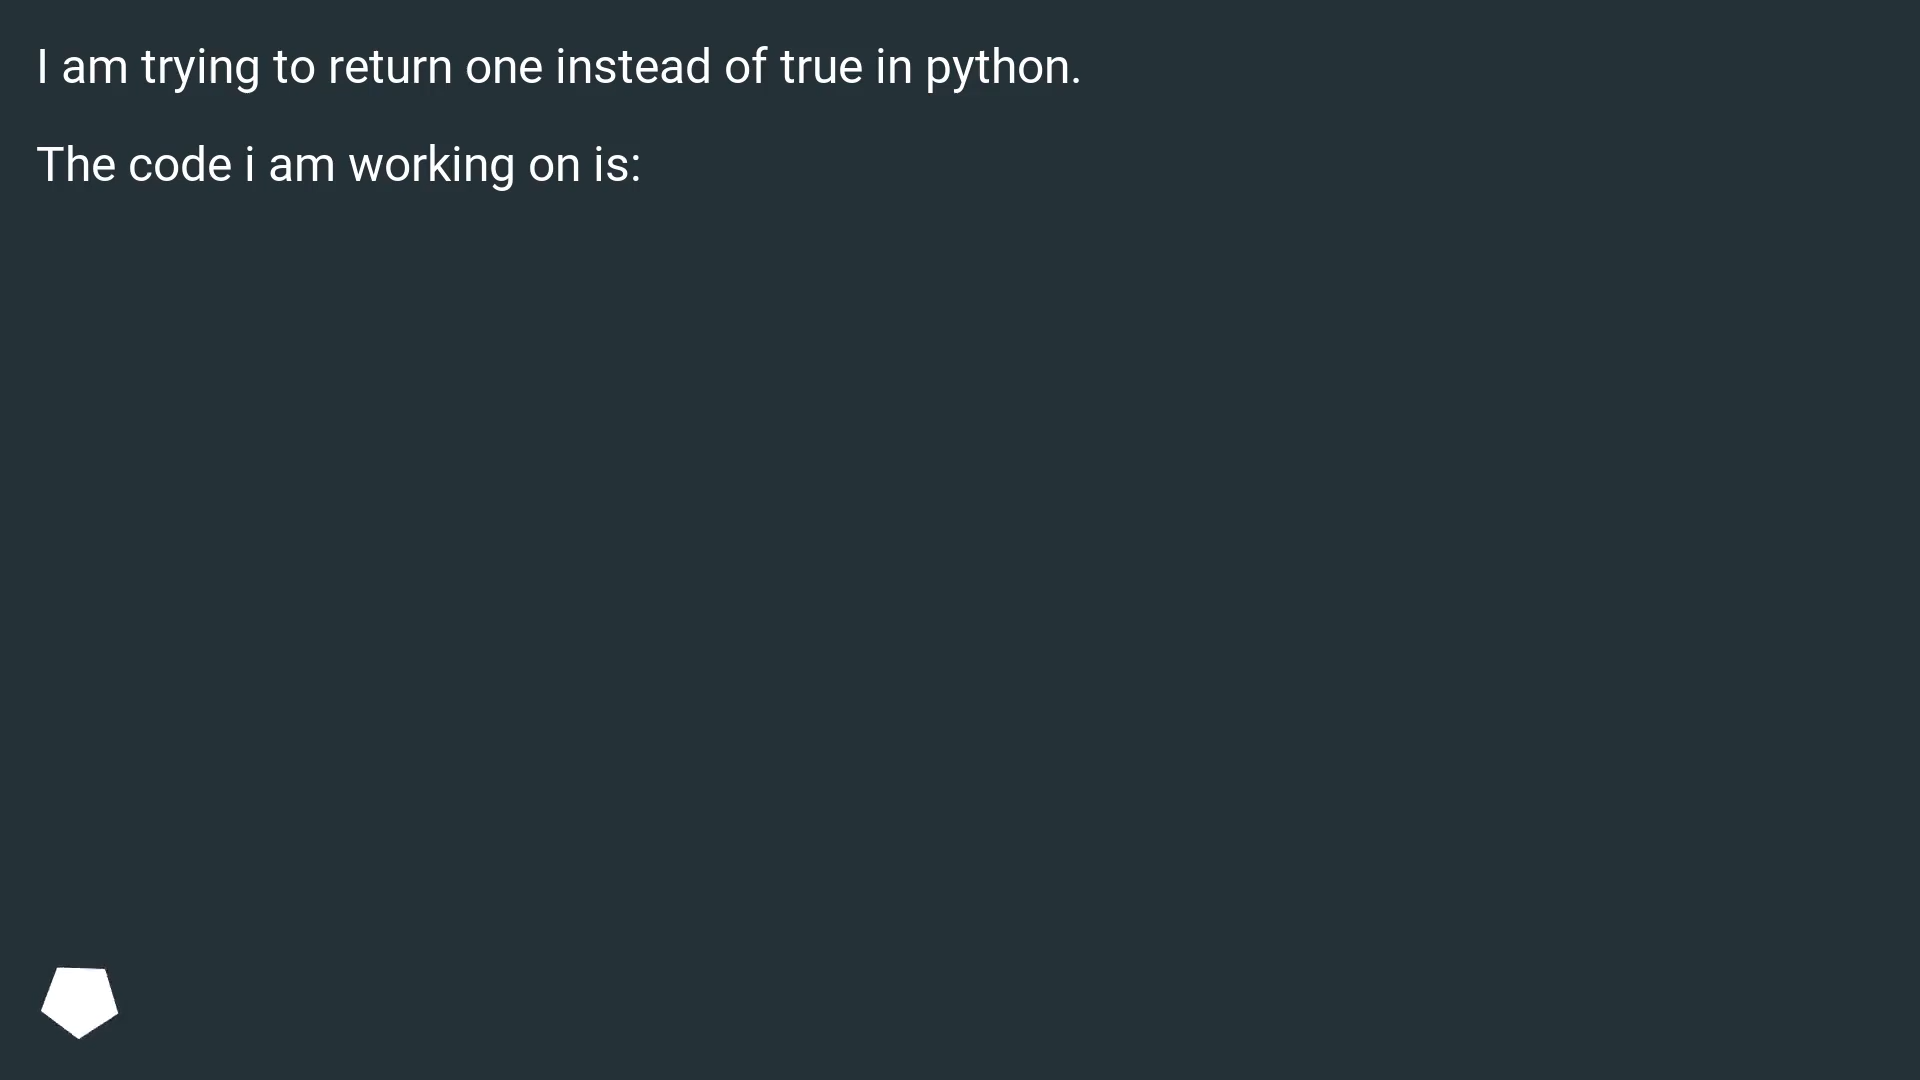 I am trying to return one instead of true in python.
The code i am working on is: